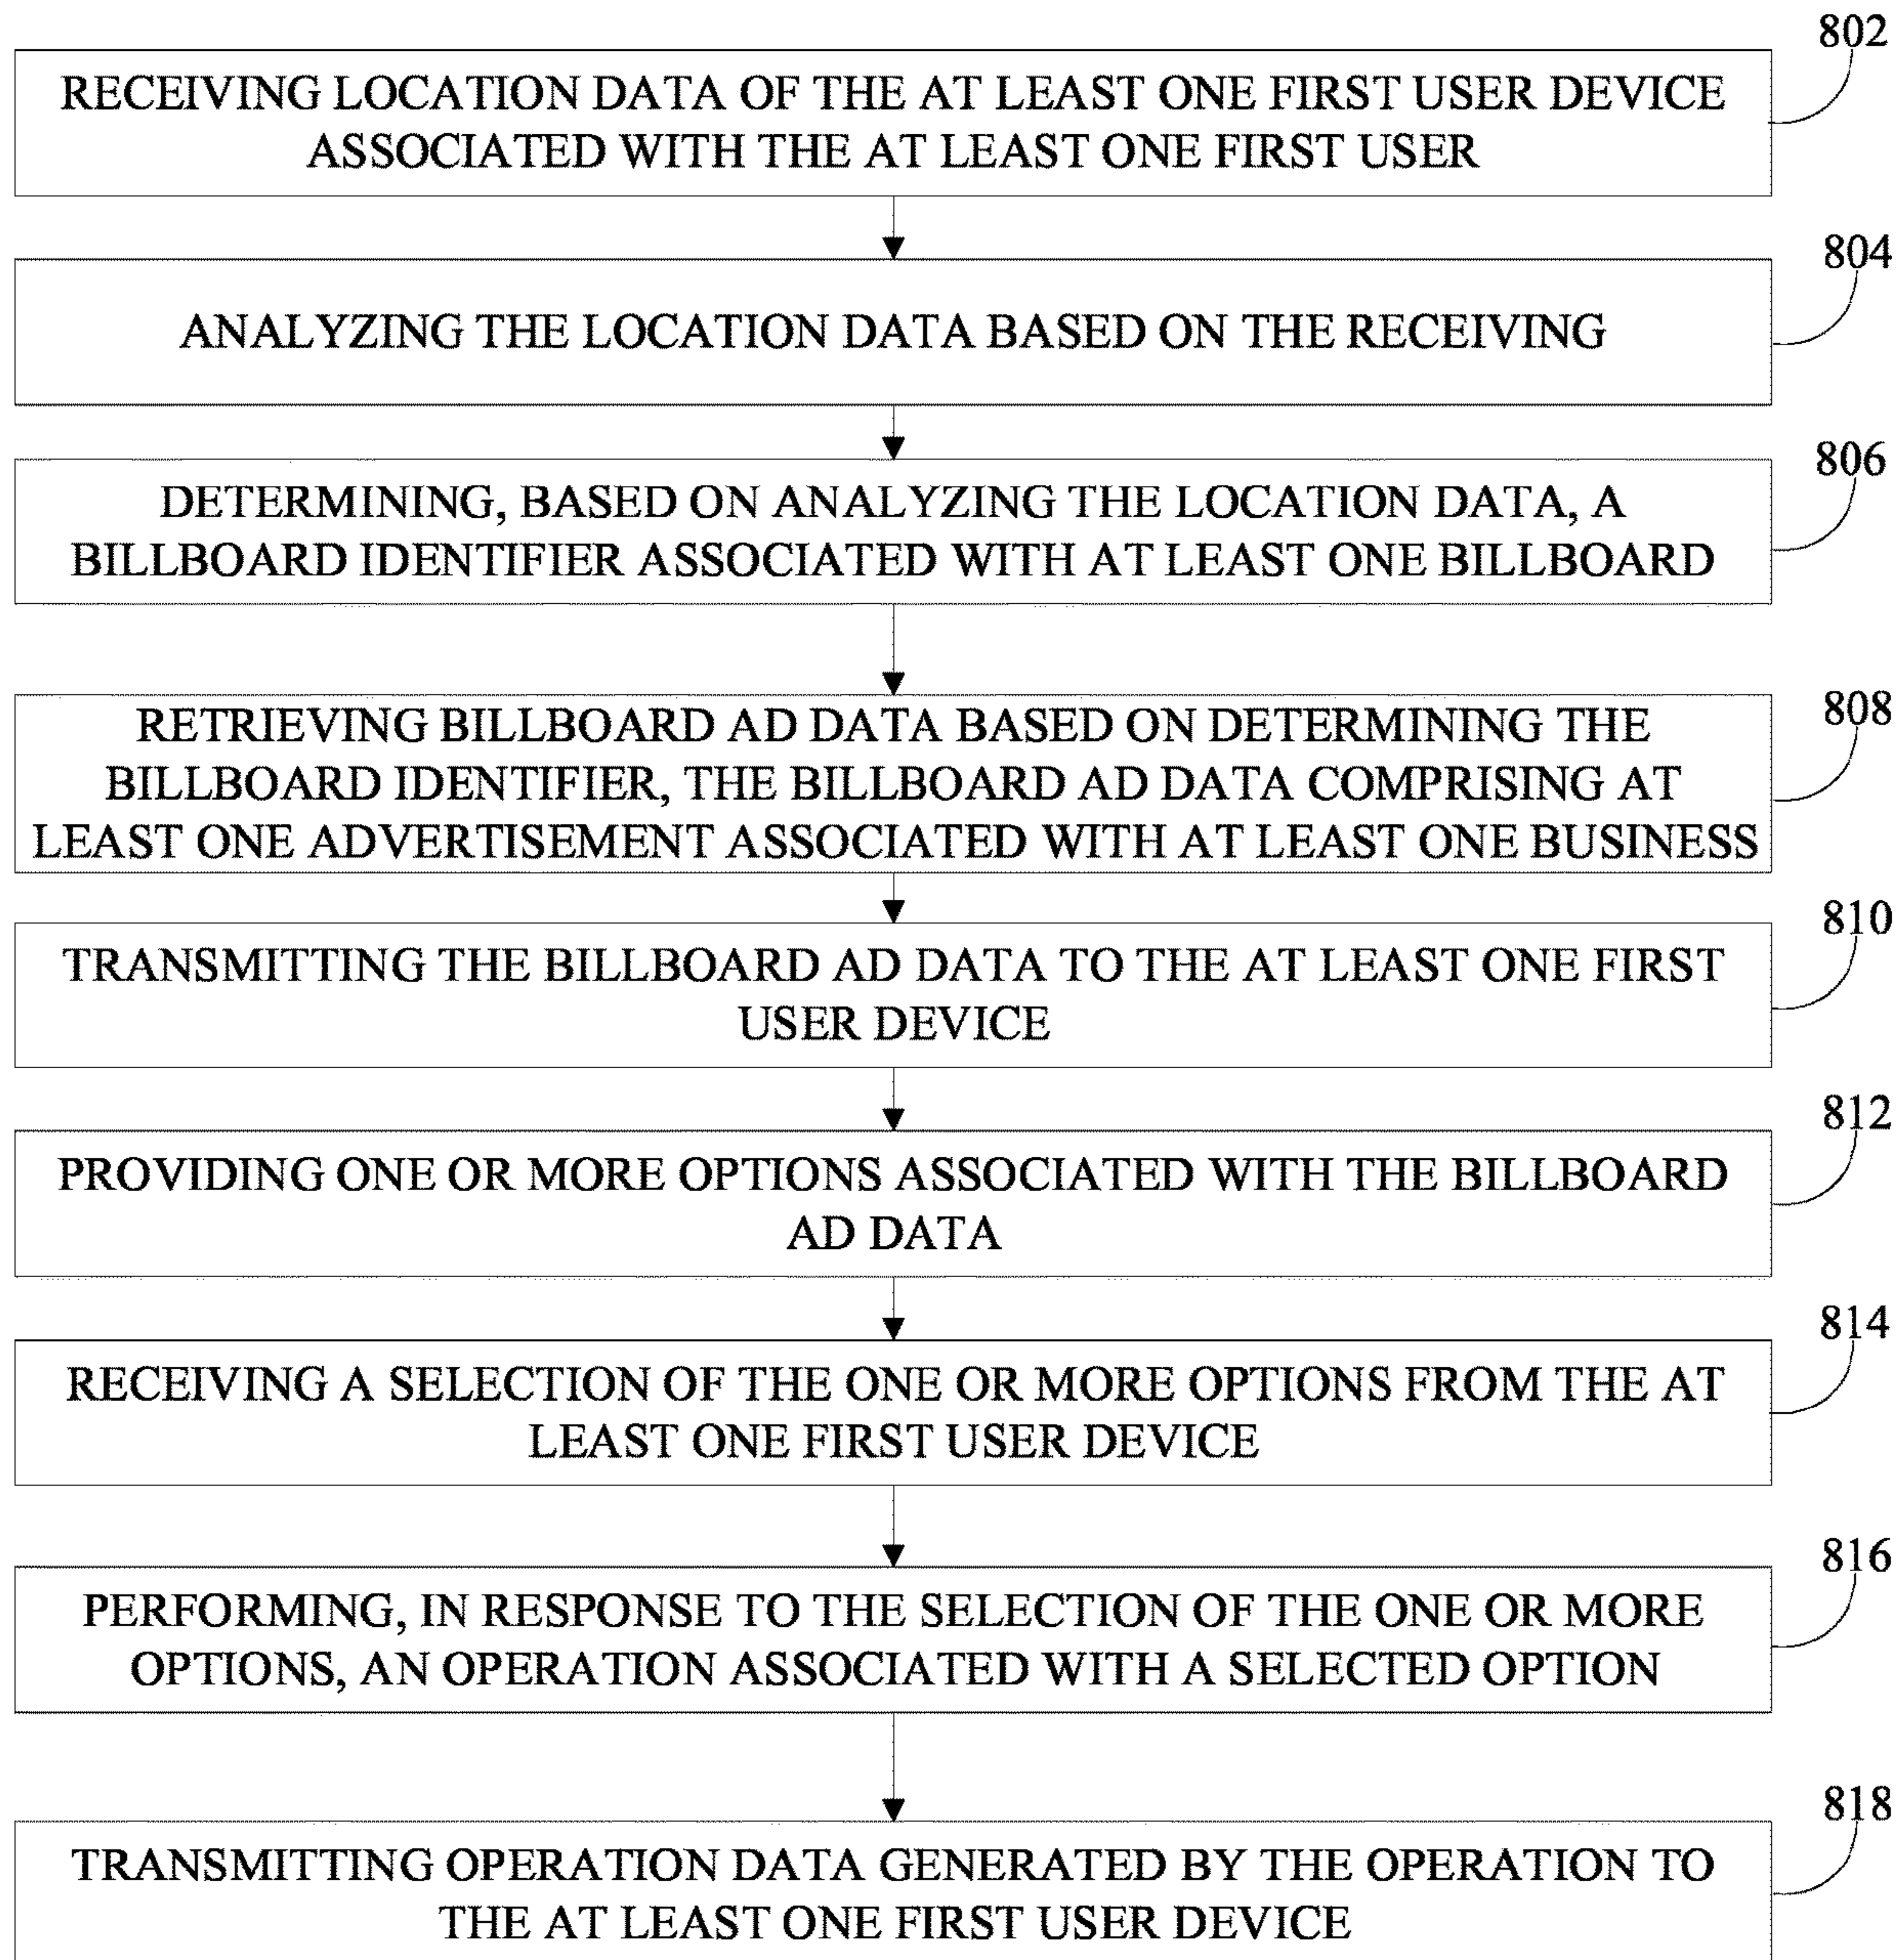 802
RECEIVING LOCATION DATA OF THE AT LEAST ONE FIRST USER DEVICE
ASSOCIATED WITH THE AT LEAST ONE FIRST USER
804
ANALYZING THE LOCATION DATA BASED ON THE RECEIVING
806
DETERMINING, BASED ON ANALYZING THE LOCATION DATA, A
BILLBOARD IDENTIFIER ASSOCIATED WITH AT LEAST ONE BILLBOARD
808
RETRIEVING BILLBOARD AD DATA BASED ON DETERMINING THE
BILLBOARD IDENTIFIER, THE BILLBOARD AD DATA COMPRISING AT
LEAST ONE ADVERTISEMENT ASSOCIATED WITH AT LEAST ONE BUSINESS
810
TRANSMITTING THE BILLBOARD AD DATA TO THE AT LEAST ONE FIRST
USER DEVICE
812
PROVIDING ONE OR MORE OPTIONS ASSOCIATED WITH THE BILLBOARD
AD DATA
814
RECEIVING A SELECTION OF THE ONE OR MORE OPTIONS FROM THE AT
LEAST ONE FIRST USER DEVICE
816
PERFORMING, IN RESPONSE TO THE SELECTION OF THE ONE OR MORE
OPTIONS, AN OPERATION ASSOCIATED WITH A SELECTED OPTION
818
TRANSMITTING OPERATION DATA GENERATED BY THE OPERATION TO
THE AT LEAST ONE FIRST USER DEVICE